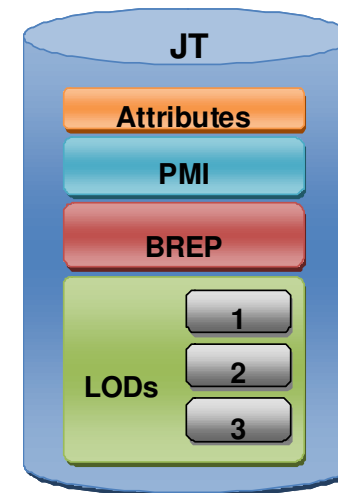 JT
Attributes
PMI
BREP
1
LODs
2
3